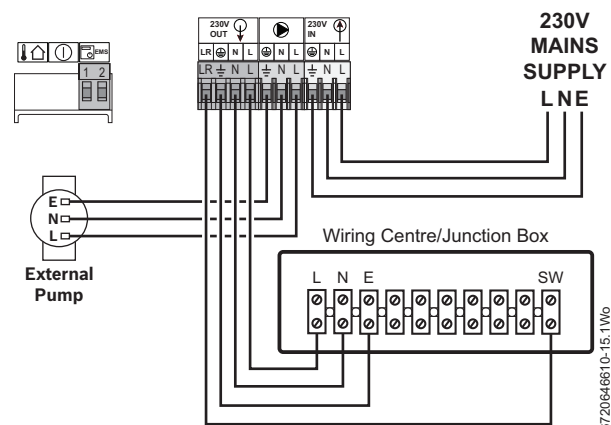 230V
OUT
230V
IN
LR N L N L N L
LR N L N L N L
EMS
1 2
230V
MAINS
SUPPLY
L N E
E
N
L
External
Pump
Wiring Centre/Junction Box
L N E SW
6720646610-15.1Wo